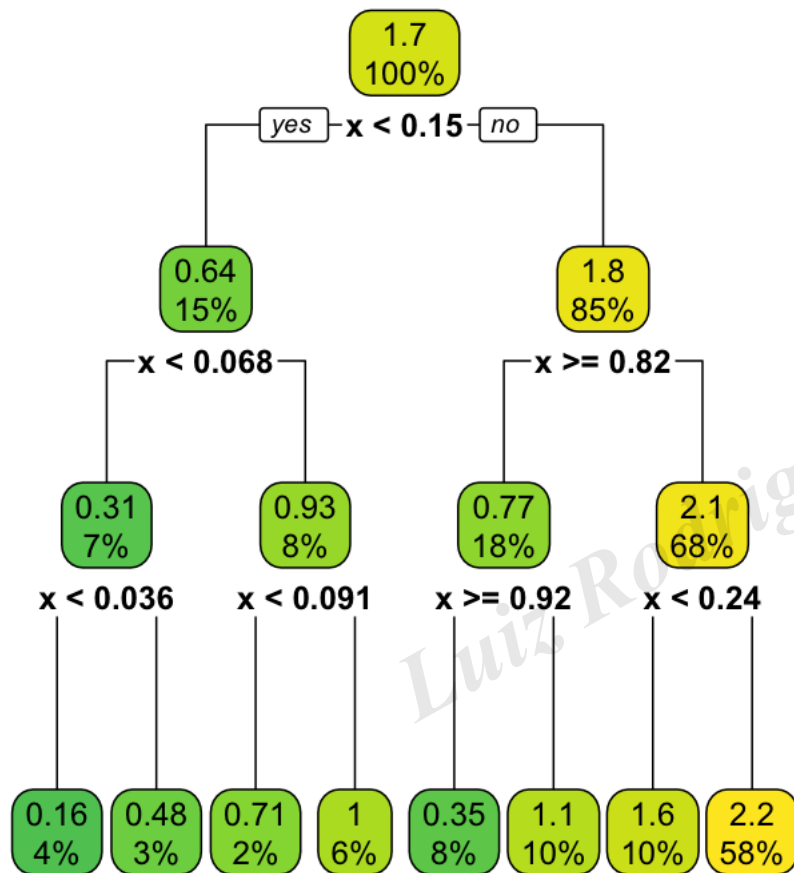 1.7
100%
yes x < 0.15 no
0.64 1.8
15% 85%
x < 0.068 x >= 0.82
0.31 0.93 0.77 2.1
7% 8% 18% 68%
x < 0.036 x < 0.091 x >= 0.92 x < 0.24
Luiz
0.16 0.48 0.71 1 0.35 1.1 1.6 2.2
4% 3% 2% 6% 8% 10% 10% 58%